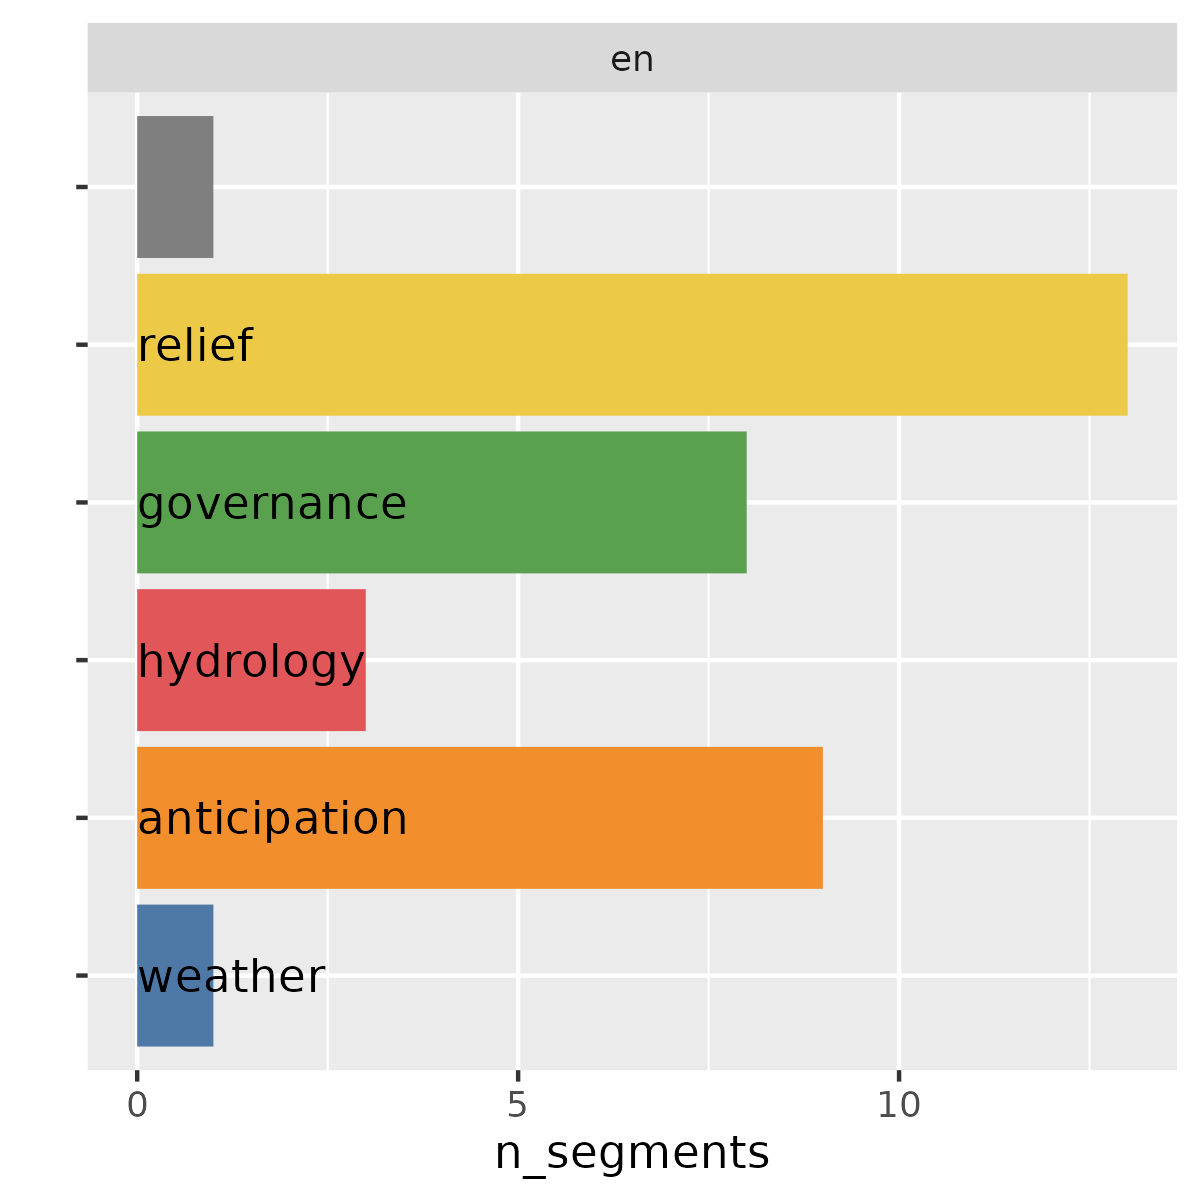 en
relief
governance
hydrology
anticipation
weather
0 5 10
n_segments